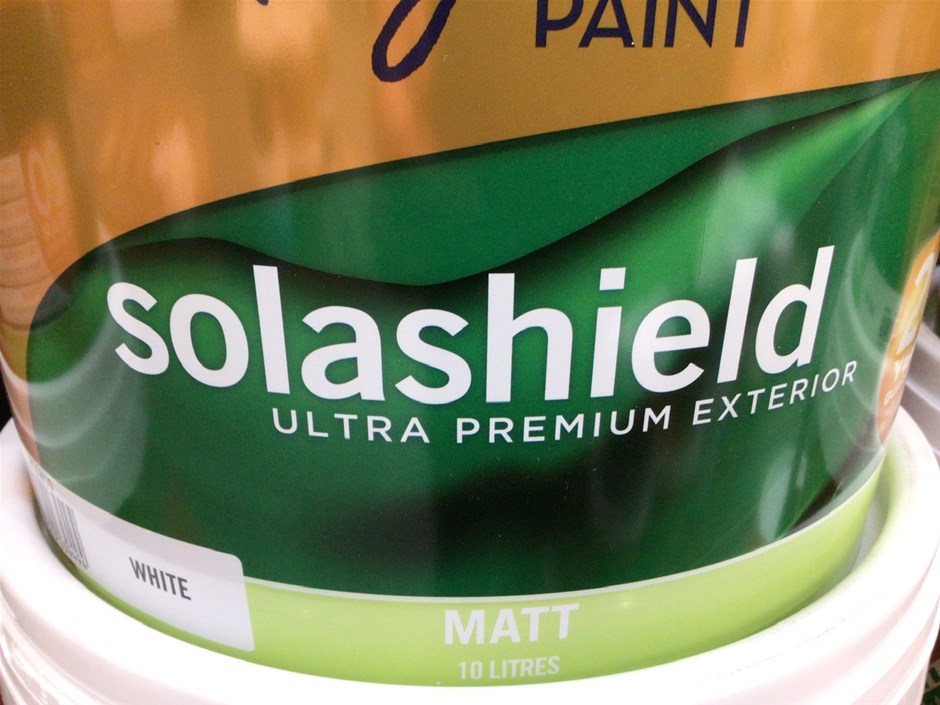 PAINT
solashield
ULTRA PREMIUM EXTERIOR
WHITE
MATT
10 LITRES